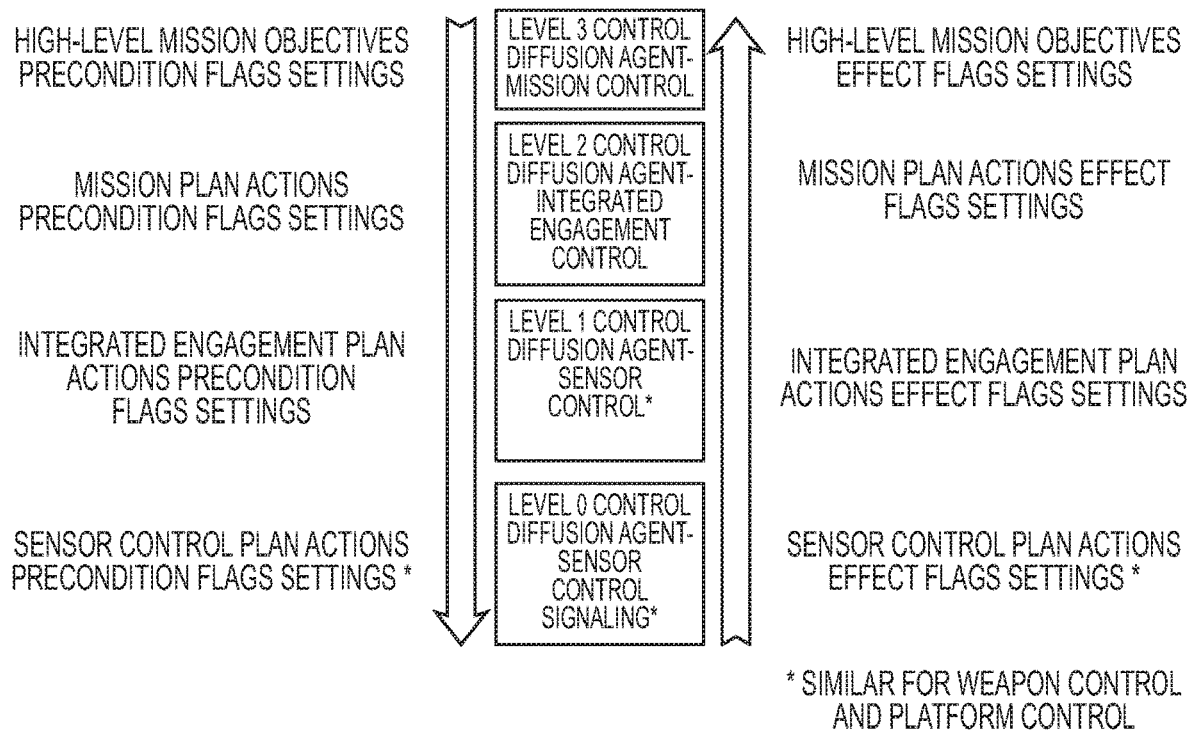 HIGH-LEVEL MISSION OBJECTIVES
PRECONDITION FLAGS SETTINGS
LEVEL 3 CONTROL
DIFFUSION AGENT-
MISSION CONTROL
HIGH-LEVEL MISSION OBJECTIVES
EFFECT FLAGS SETTINGS
MISSION PLAN ACTIONS
PRECONDITION FLAGS SETTINGS
LEVEL 2 CONTROL
DIFFUSION AGENT-
INTEGRATED
ENGAGEMENT
CONTROL
MISSION PLAN ACTIONS EFFECT
FLAGS SETTINGS
INTEGRATED ENGAGEMENT PLAN
ACTIONS PRECONDITION
FLAGS SETTINGS
LEVEL 1 CONTROL
DIFFUSION AGENT-
SENSOR
CONTROL*
INTEGRATED ENGAGEMENT PLAN
ACTIONS EFFECT FLAGS SETTINGS
SENSOR CONTROL PLAN ACTIONS
PRECONDITION FLAGS SETTINGS *
LEVEL 0 CONTROL
DIFFUSION AGENT-
SENSOR
CONTROL
SIGNALING*
SENSOR CONTROL PLAN ACTIONS
EFFECT FLAGS SETTINGS *
* SIMILAR FOR WEAPON CONTROL
AND PLATFORM CONTROL